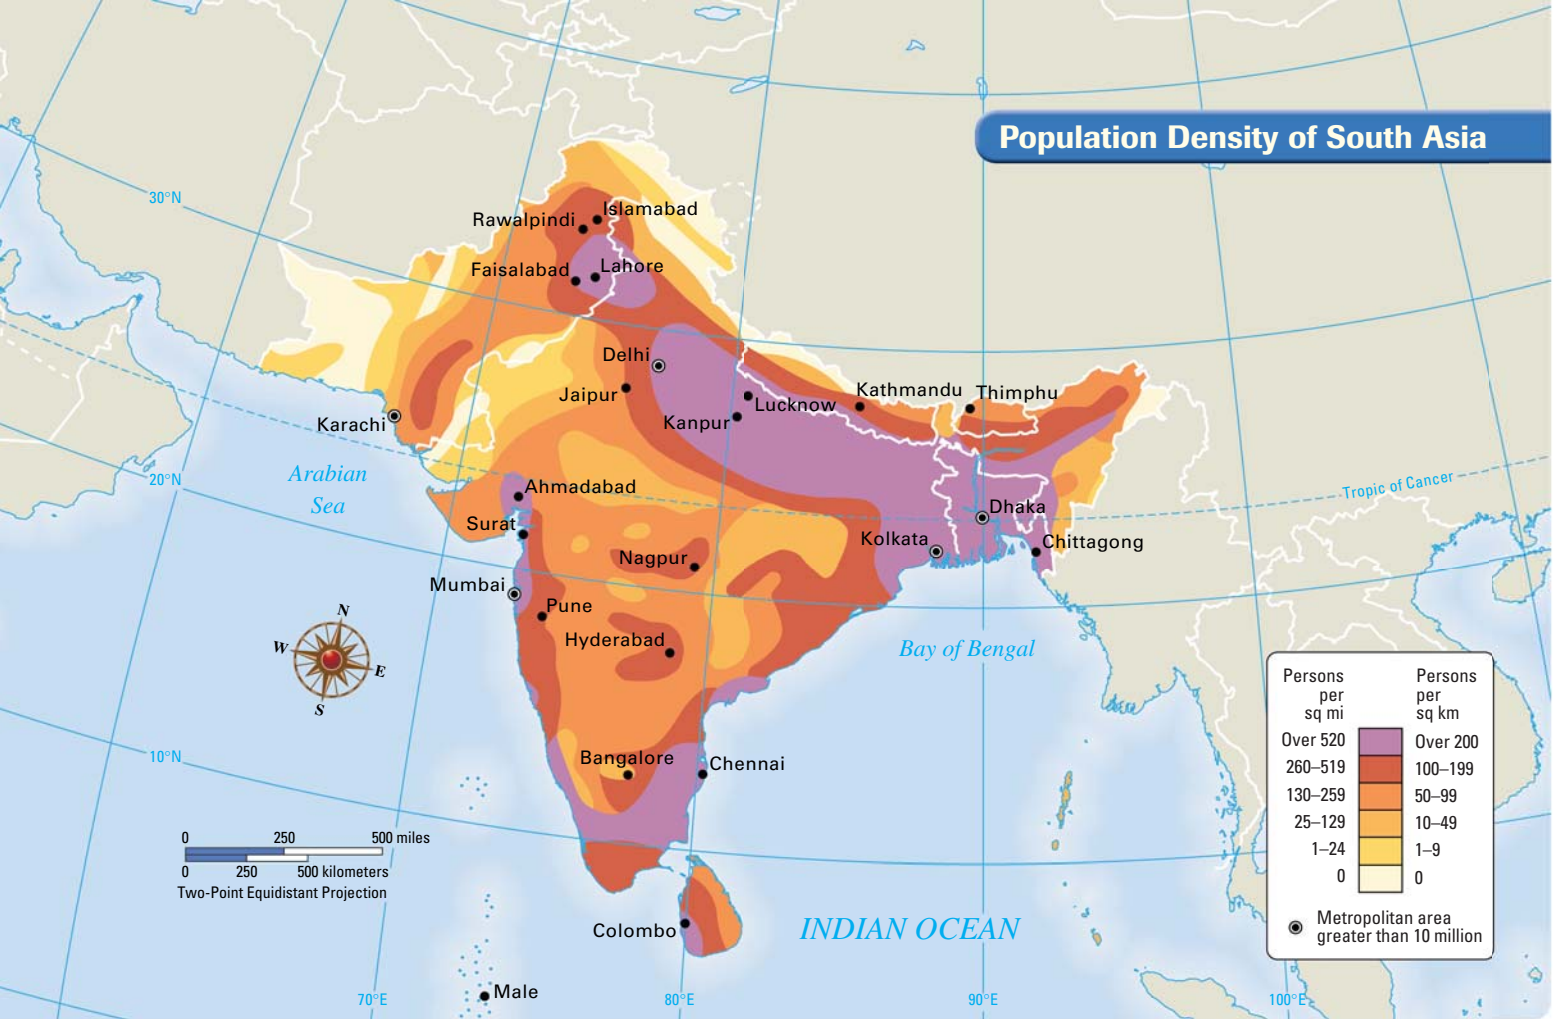 Population Density of South Asia
30°N
Islamabad
Rawalpindi
Faisalabad
Lahore
Delhi
Jaipur
Lucknow
Kanpur
Kathmandu
Thimphu
Karachi
Arabian
Sea
20°N
Ahmadabad
Surat
Tropic of Cancer
Dhaka
Kolkata
Chittagong
Nagpur
Mumbai
Pune
Hyderabad
N
W
E
S
Bay of Bengal
10°N
Bangalore
Chennai
0 250 500 miles
0 250 500 kilometers
Two-Point Equidistant Projection
Colombo
INDIAN OCEAN
Male
70°E
80°E
90°E
100°E
Persons
per
sq mi
Persons
per
sq km
Over 520 Over 200
260–519 100–199
130–259 50–99
25–129 10–49
1–24 1–9
0 0
Metropolitan area
greater than 10 million